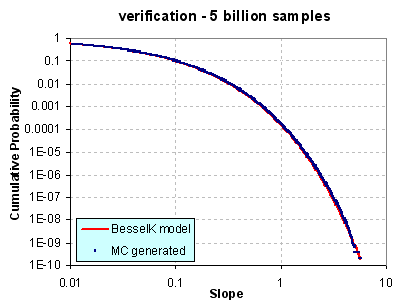 verification - 5 billion samples
Cumulative Probability
1
0.1
0.01
0.001
0.0001
1E-05
1E-06
1E-07
1E-08
1E-09
1E-10
BesselK model
MC generated
0.01
0.1
1
10
Slope